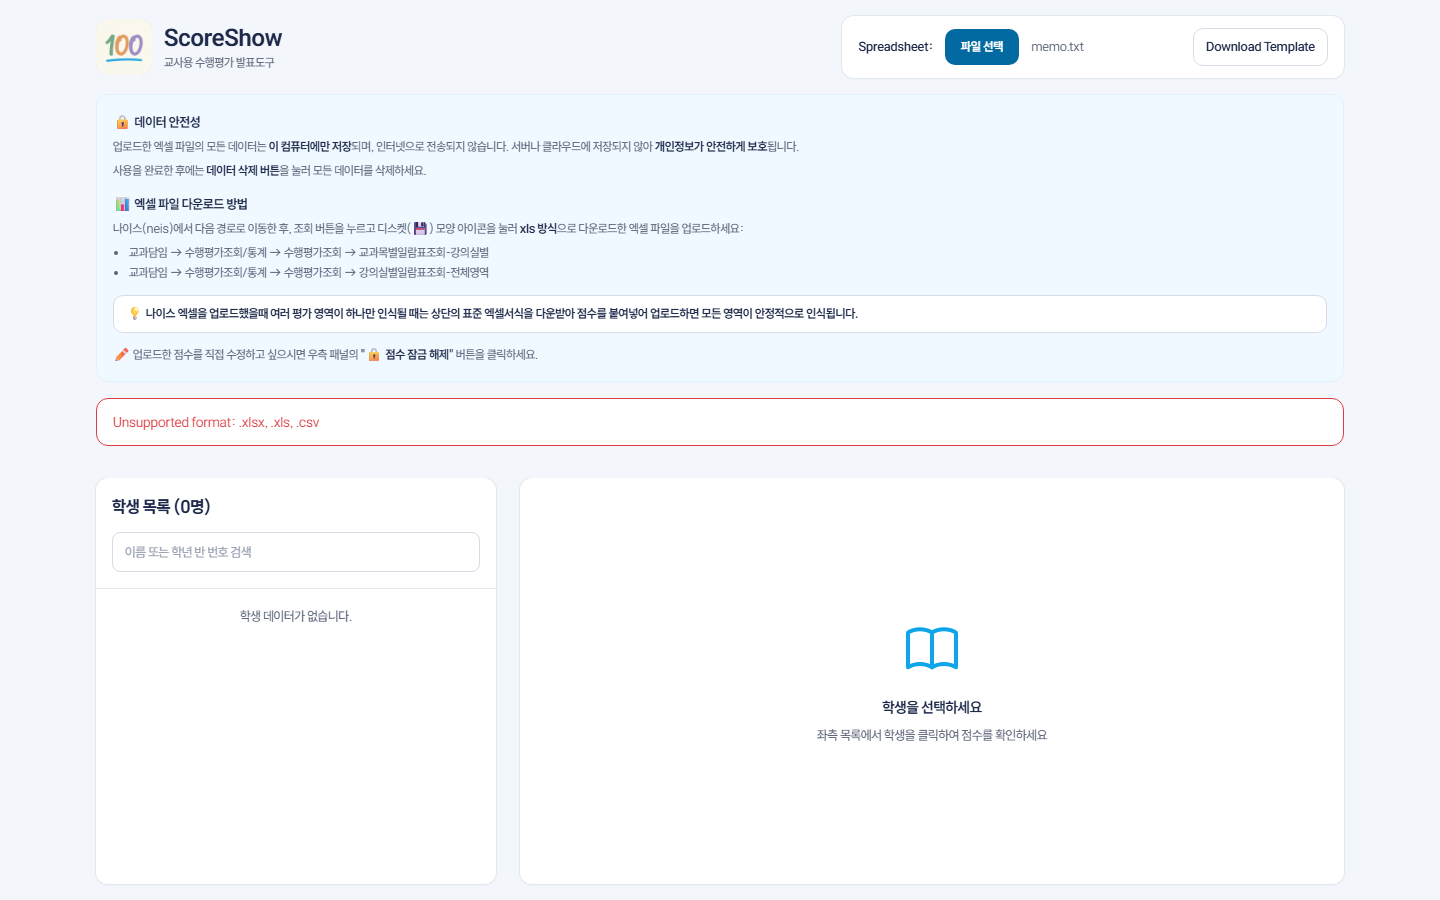 100
ScoreShow
교사용 수행평가 발표도구
Spreadsheet:
파일 선택
memo.txt
Download Template
🔒 데이터 안전성
업로드한 엑셀 파일의 모든 데이터는 이 컴퓨터에만 저장되며, 인터넷으로 전송되지 않습니다. 서버나 클라우드에 저장되지 않아 개인정보가 안전하게 보호됩니다.
사용을 완료한 후에는 데이터 삭제 버튼을 눌러 모든 데이터를 삭제하세요.
📊 엑셀 파일 다운로드 방법
나이스(neis)에서 다음 경로로 이동한 후, 조회 버튼을 누르고 디스켓( 💾 ) 모양 아이콘을 눌러 xls 방식으로 다운로드한 엑셀 파일을 업로드하세요:
• 교과담임 → 수행평가조회/통계 → 수행평가조회 → 교과목별일람표조회-강의실별
• 교과담임 → 수행평가조회/통계 → 수행평가조회 → 강의실별일람표조회-전체영역
💡 나이스 엑셀을 업로드했을때 여러 평가 영역이 하나만 인식될 때는 상단의 표준 엑셀서식을 다운받아 점수를 붙여넣어 업로드하면 모든 영역이 안정적으로 인식됩니다.
✏️ 업로드한 점수를 직접 수정하고 싶으시면 우측 패널의 " 🔒 점수 잠금 해제" 버튼을 클릭하세요.
Unsupported format: .xlsx, .xls, .csv
학생 목록 (0명)
이름 또는 학년 반 번호 검색
학생 데이터가 없습니다.
학생을 선택하세요
좌측 목록에서 학생을 클릭하여 점수를 확인하세요